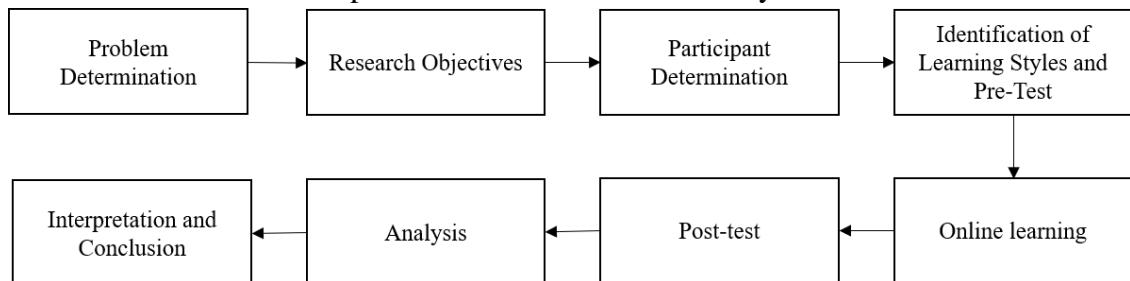 Problem
Determination
Research Objectives
Participant
Determination
Identification of
Learning Styles and
Pre-Test
Interpretation and
Conclusion
Analysis
Post-test
Online learning